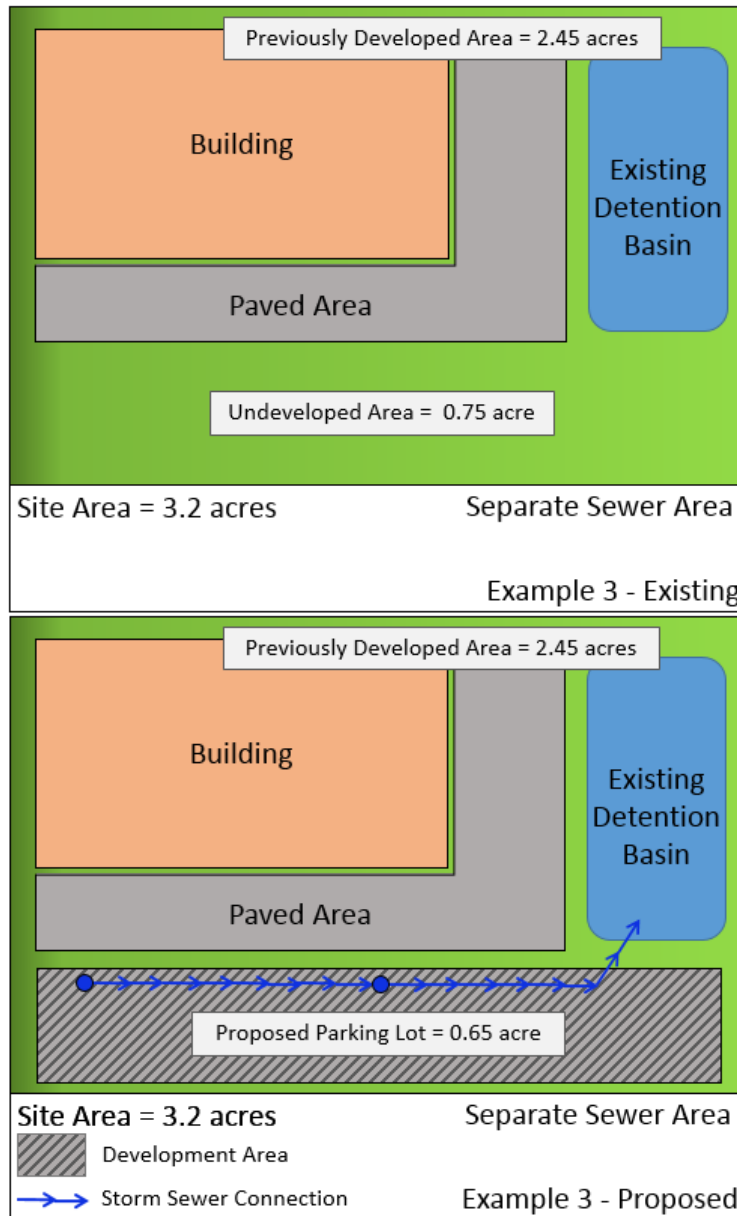 Previously Developed Area = 2.45 acres
Building
Existing
Detention
Basin
Paved Area
Undeveloped Area =  0.75 acre
Site Area = 3.2 acres
Separate Sewer Area
Example 3 - Existing
Previously Developed Area = 2.45 acres
Building
Existing
Detention
Basin
Paved Area
Proposed Parking Lot = 0.65 acre
Site Area = 3.2 acres
Separate Sewer Area
Development Area
Storm Sewer Connection
Example 3 - Proposed